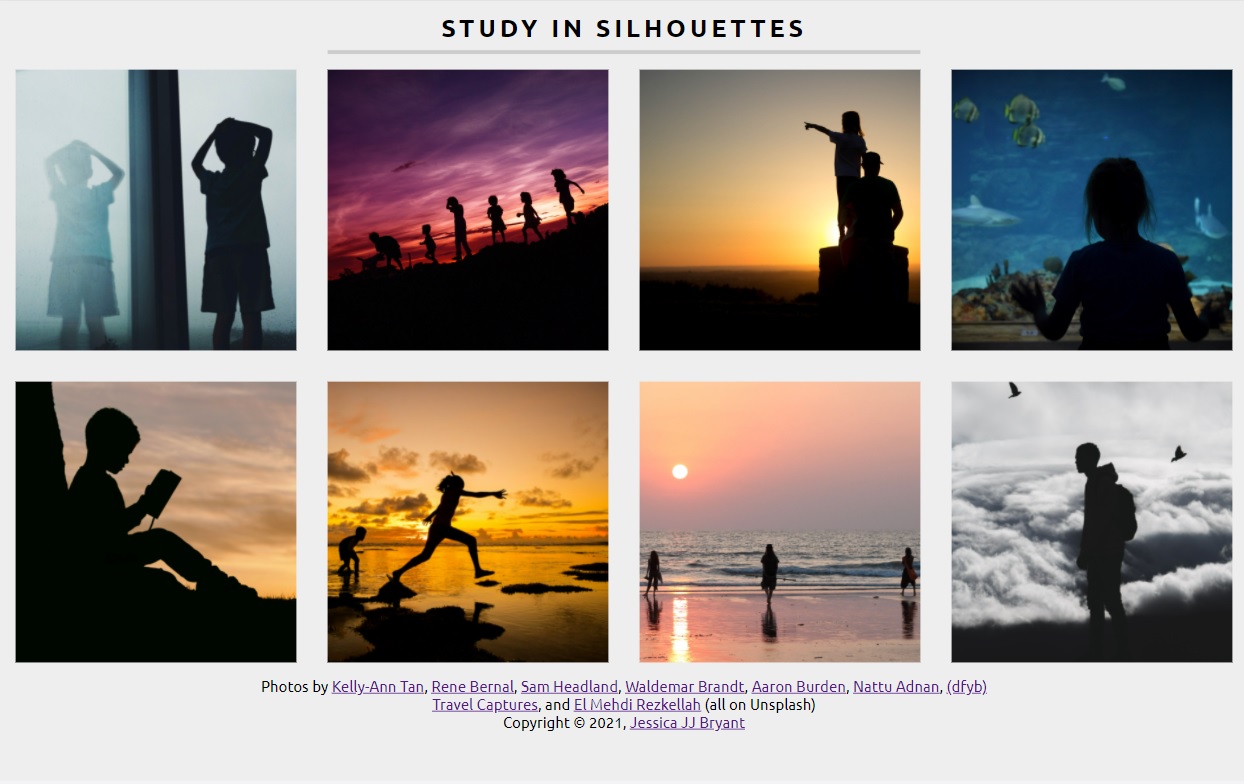 STUDY IN SILHOUETTES
Photos by Kelly-Ann Tan, Rene Bernal, Sam Headland, Waldemar Brandt, Aaron Burden, Nattu Adnan, (dfyb)
Travel Captures, and El Mehdi Rezkellah (all on Unsplash)
Copyright © 2021, Jessica JJ Bryant